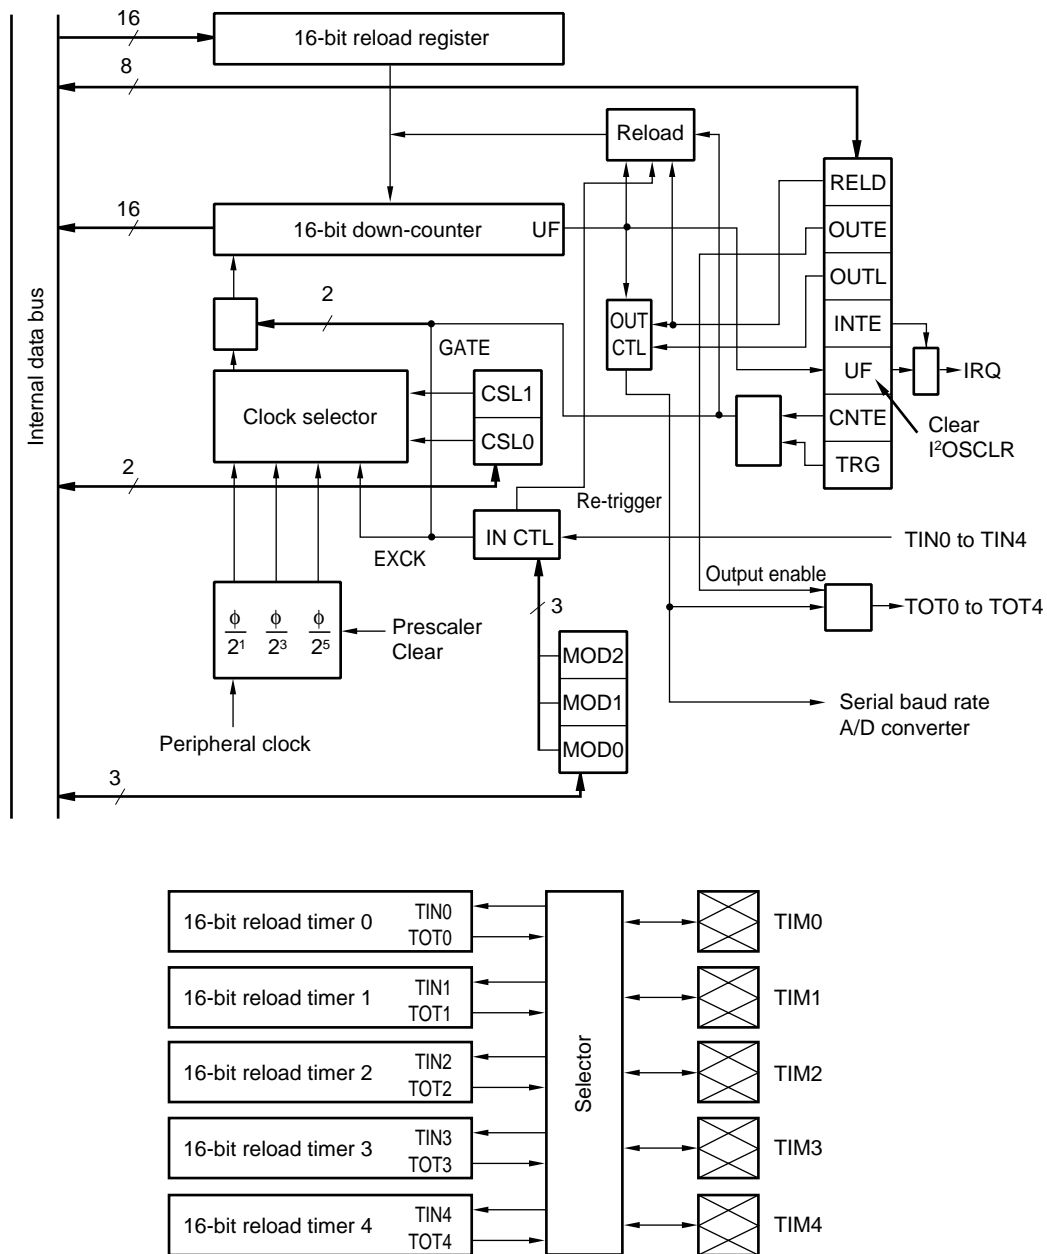 16
16-bit reload register
8
Reload
RELD
16
16-bit down-counter UF
OUTE
OUTL
Internal data bus
2
OUT
CTL
INTE
GATE
UF
IRQ
CSL1
Clock selector
CNTE
Clear
I²OSCLR
CSL0
TRG
2
Re-trigger
IN CTL
TIN0 to TIN4
EXCK
Output enable
3
TOT0 to TOT4
ϕ ϕ ϕ
2¹ 2³ 2⁵
Prescaler
Clear
MOD2
MOD1
Serial baud rate
A/D converter
Peripheral clock
MOD0
3
16-bit reload timer 0
TIN0
TOT0
TIM0
16-bit reload timer 1
TIN1
TOT1
TIM1
16-bit reload timer 2
TIN2
TOT2
Selector
TIM2
16-bit reload timer 3
TIN3
TOT3
TIM3
16-bit reload timer 4
TIN4
TOT4
TIM4